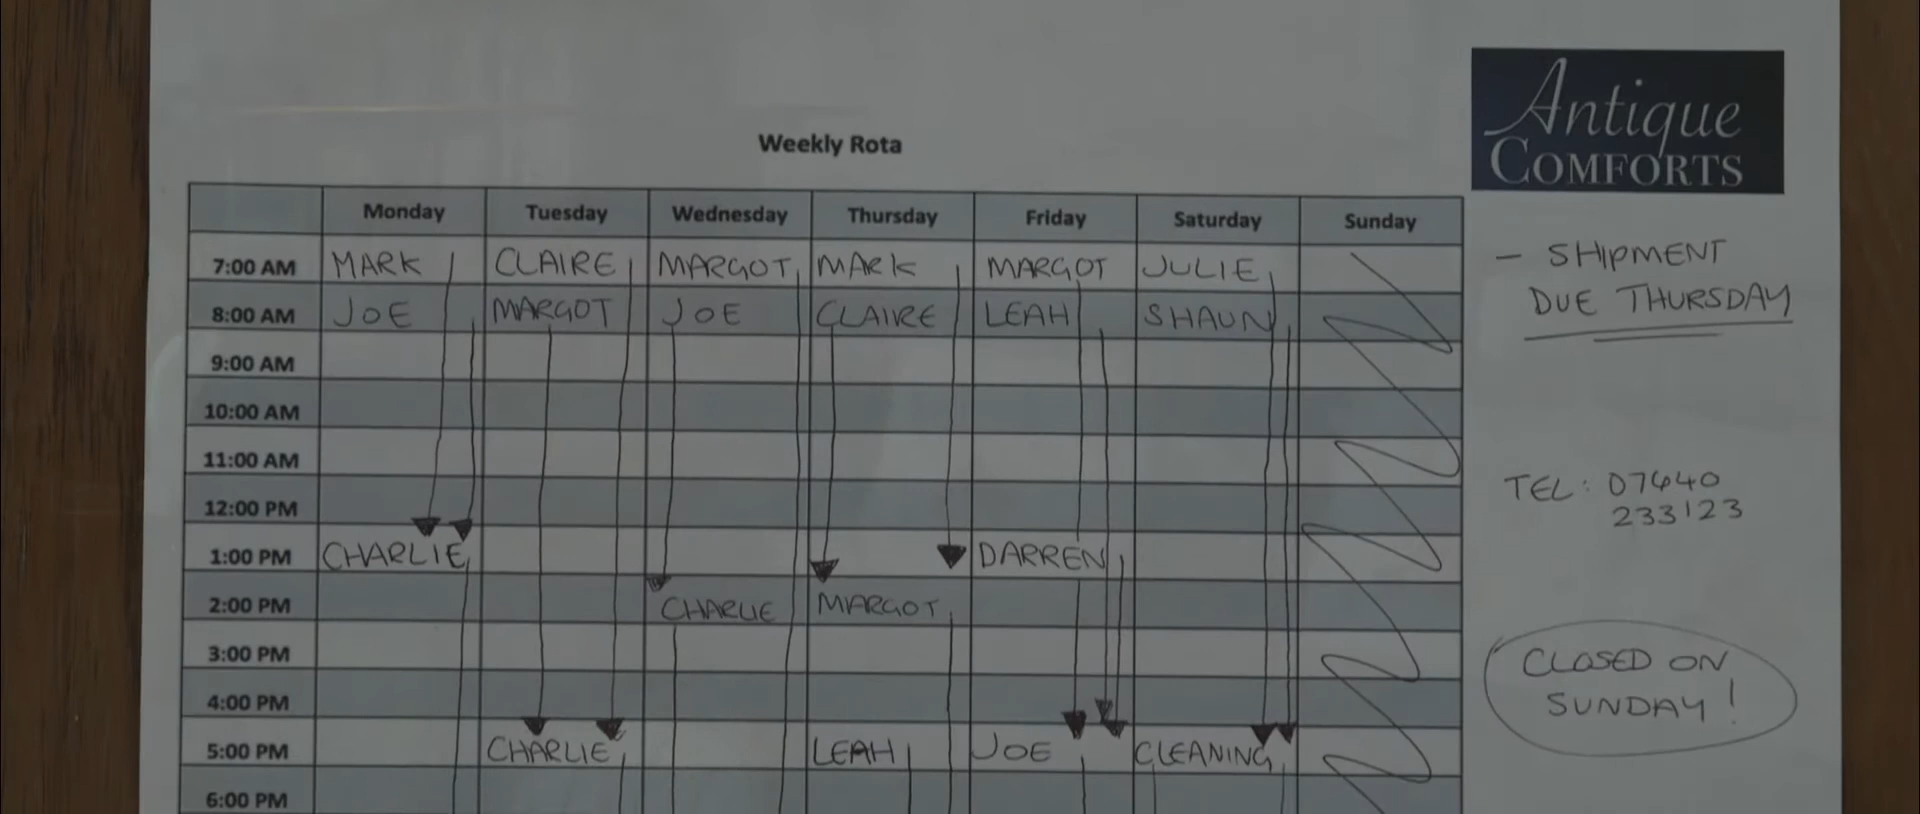 Antique
COMFORTS
Weekly Rota
Monday Tuesday Wednesday Thursday Friday Saturday Sunday
7:00 AM MARK CLAIRE MARGOT MARK MARGOT JULIE
8:00 AM JOE MARGOT JOE CLAIRE LEAH SHAUN
9:00 AM
10:00 AM
11:00 AM
12:00 PM
1:00 PM CHARLIE DARREN
2:00 PM CHARLIE MARGOT
3:00 PM
4:00 PM
5:00 PM CHARLIE LEAH JOE CLEANING
6:00 PM
- SHIPMENT
DUE THURSDAY
TEL: 07440
233123
CLOSED ON
SUNDAY!